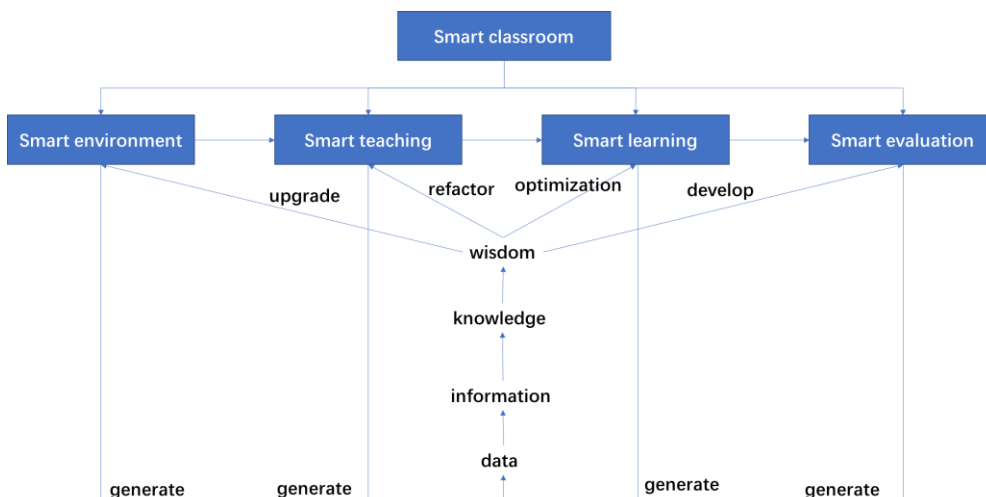 Smart classroom
Smart environment
Smart teaching
Smart learning
Smart evaluation
upgrade
refactor
optimization
develop
wisdom
knowledge
information
data
generate
generate
generate
generate